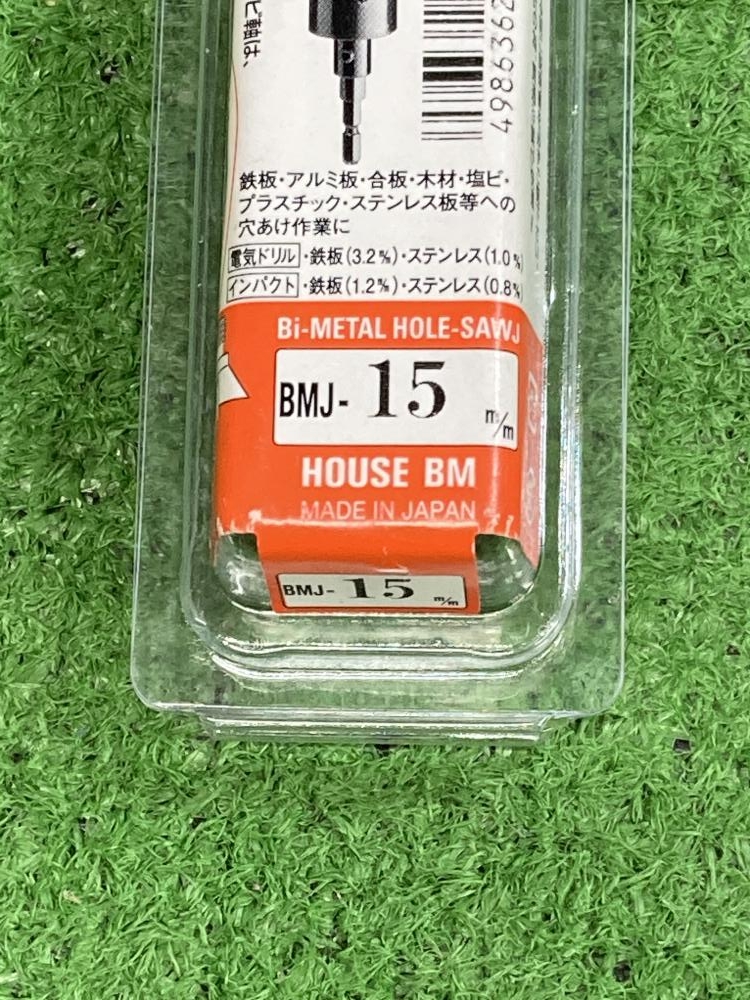 ビ軸は、
4986362
鉄板・アルミ板・合板・木材・塩ビ・
プラスチック・ステンレス板等への
穴あけ作業に
電気ドリル・鉄板(3.2㎜)・ステンレス(1.0㎜
インパクト・鉄板(1.2㎜)・ステンレス(0.8㎜
Bi-METAL HOLE-SAWJ
BMJ-15 m/m
HOUSE BM
MADE IN JAPAN
BMJ-15 m/m